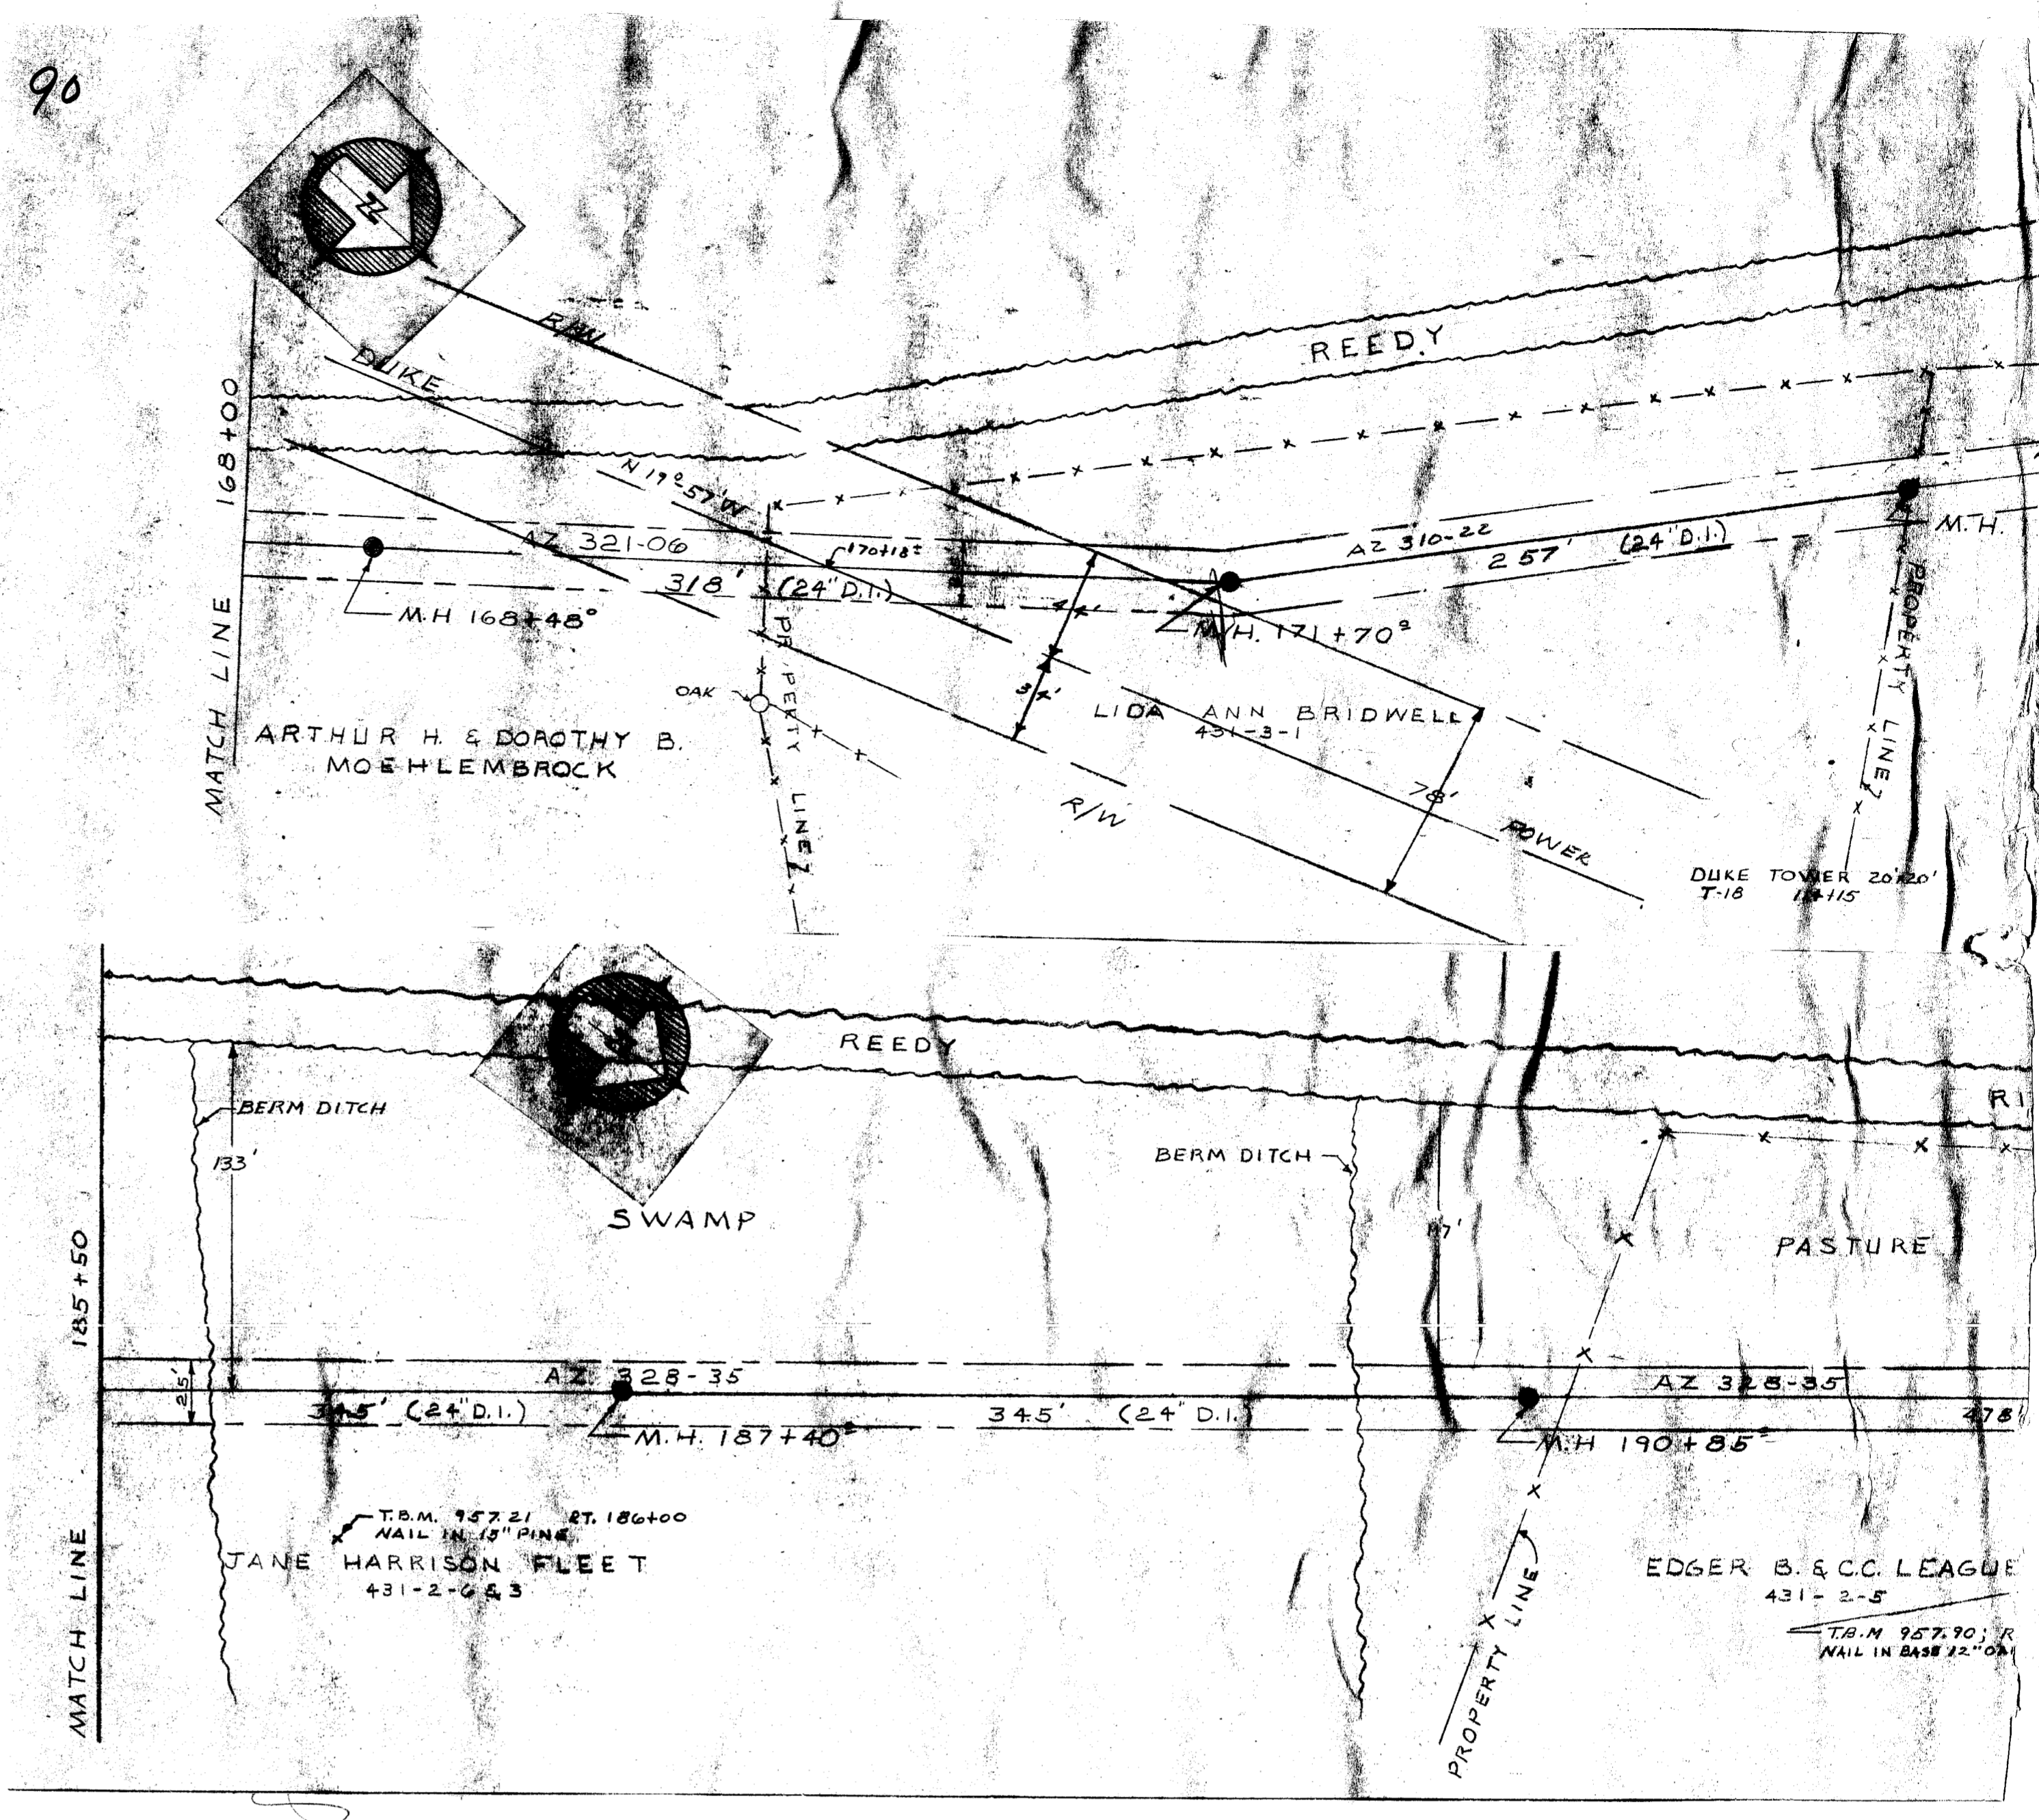 90
N
R/W
DUKE
REEDY
MATCH LINE 168+00
N 19°-57'W
AZ 321-06
170+18±
318' (24" D.I.)
AZ 310-22
257' (24" D.I.)
M.H.
M.H 168+48°
M.H. 171+70°
PROPERTY LINE
PROPERTY LINE
OAK
ARTHUR H. & DOROTHY B.
MOEHLEMBROCK
LIDA ANN BRIDWELL
431-3-1
78'
R/W
POWER
DUKE TOWER 20'x20'
T-18
REEDY
BERM DITCH
133'
BERM DITCH
RI
SWAMP
PASTURE
MATCH LINE 185+50
25'
AZ 328-35
AZ 328-35
345' (24" D.I.)
345' (24" D.I.)
478'
M.H. 187+40
M.H 190+85
T.B.M. 957.21 RT. 186+00
NAIL IN 15" PINE
JANE HARRISON FLEET
431-2-6 & 3
PROPERTY LINE
EDGER B. & C.C. LEAGUE
431-2-5
T.B.M 957.90; R
NAIL IN BASE 12" OA